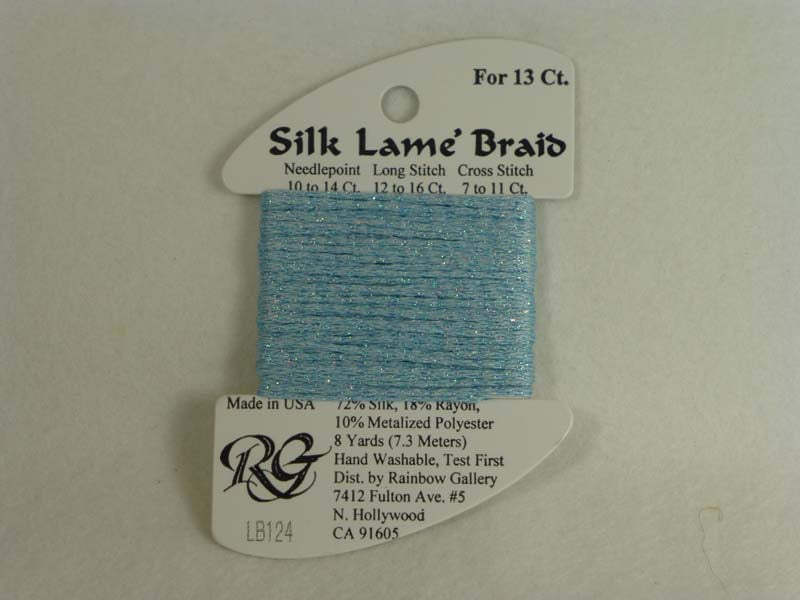 For 13 Ct.
Silk Lame' Braid
Needlepoint Long Stitch Cross Stitch
10 to 14 Ct. 12 to 16 Ct. 7 to 11 Ct.
Made in USA
72% Silk, 18% Rayon,
10% Metalized Polyester
8 Yards (7.3 Meters)
Hand Washable, Test First
Dist. by Rainbow Gallery
7412 Fulton Ave. #5
N. Hollywood
CA 91605
RG
LB124